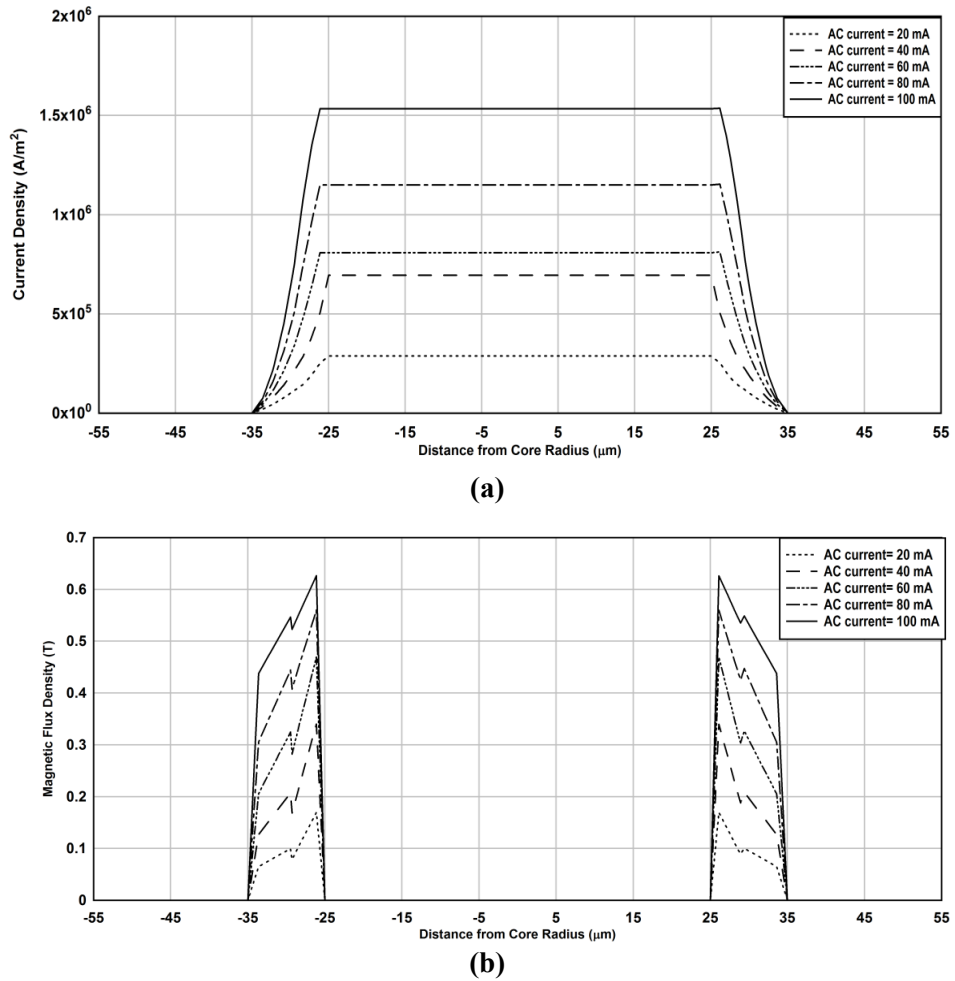 2x10⁶
1.5x10⁶
1x10⁶
5x10⁵
0x10⁰
Current Density (A/m²)
AC current = 20 mA
AC current = 40 mA
AC current = 60 mA
AC current = 80 mA
AC current = 100 mA
-55 -45 -35 -25 -15 -5 5 15 25 35 45 55
Distance from Core Radius (μm)
(a)
0.7
0.6
0.5
0.4
0.3
0.2
0.1
0
Magnetic Flux Density (T)
AC current= 20 mA
AC current= 40 mA
AC current= 60 mA
AC current= 80 mA
AC current= 100 mA
-55 -45 -35 -25 -15 -5 5 15 25 35 45 55
Distance from Core Radius (μm)
(b)